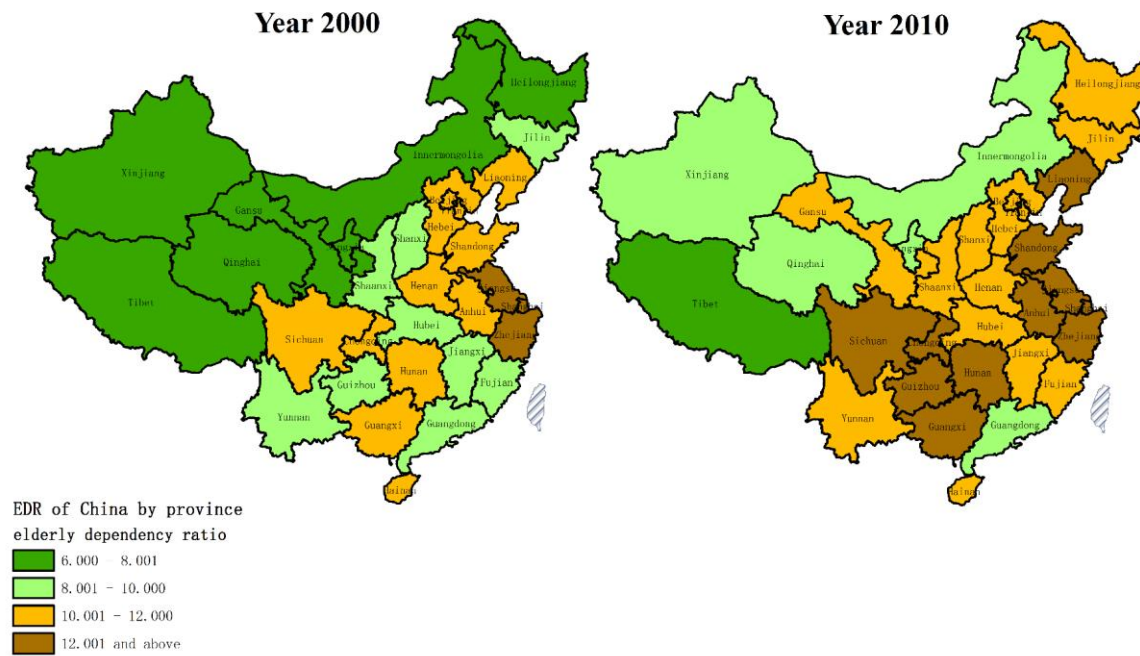 Year 2000
Year 2010
Heilongjiang
Jilin
Innermongolia
Liaoning
Xinjiang
Gansu
Hebei
Shanxi
Shandong
Qinghai
Tibet
Shaanxi
Henan
Anhui
Sichuan
Hubei
Zhejiang
Chongqing
Jiangxi
Hunan
Guizhou
Fujian
Yunnan
Guangxi
Guangdong
Hainan
Heilongjiang
Jilin
Innermongolia
Liaoning
Xinjiang
Gansu
Hebei
Shanxi
Shandong
Qinghai
Shaanxi
Henan
Anhui
Tibet
Sichuan
Hubei
Zhejiang
Chongqing
Jiangxi
Hunan
Guizhou
Fujian
Yunnan
Guangxi
Guangdong
Hainan
EDR of China by province
elderly dependency ratio
6.000 - 8.001
8.001 - 10.000
10.001 - 12.000
12.001 and above